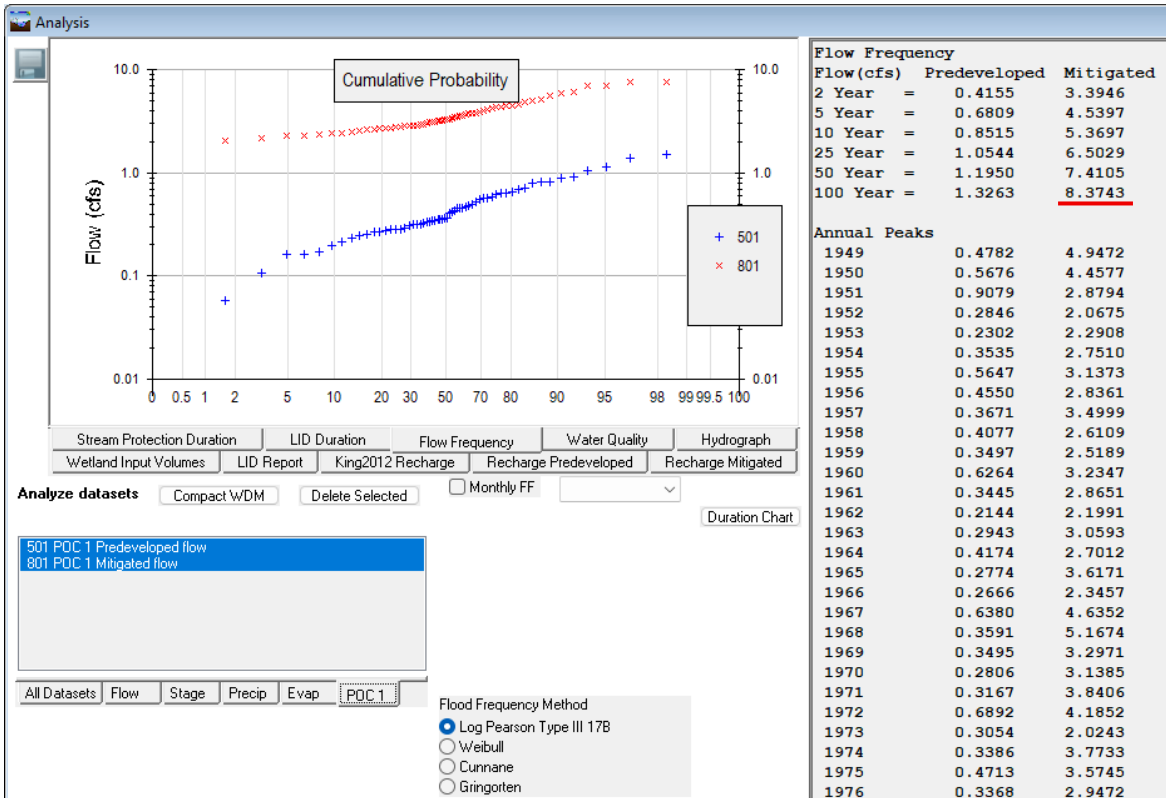 Analysis
Cumulative Probability
10.0
1.0
0.1
0.01
Flow (cfs)
10.0
1.0
0.01
0 0.5 1 2 5 10 20 30 50 70 80 90 95 98 99 99.5 100
+ 501
× 801
Stream Protection Duration LID Duration Flow Frequency Water Quality Hydrograph
Wetland Input Volumes LID Report King2012 Recharge Recharge Predeveloped Recharge Mitigated
Analyze datasets Compact WDM Delete Selected Monthly FF
Duration Chart
501 POC 1 Predeveloped flow
801 POC 1 Mitigated flow
All Datasets Flow Stage Precip Evap POC 1
Flood Frequency Method
Log Pearson Type III 17B
Weibull
Cunnane
Gringorten
Flow Frequency
Flow(cfs) Predeveloped Mitigated
2 Year = 0.4155 3.3946
5 Year = 0.6809 4.5397
10 Year = 0.8515 5.3697
25 Year = 1.0544 6.5029
50 Year = 1.1950 7.4105
100 Year = 1.3263 8.3743
Annual Peaks
1949 0.4782 4.9472
1950 0.5676 4.4577
1951 0.9079 2.8794
1952 0.2846 2.0675
1953 0.2302 2.2908
1954 0.3535 2.7510
1955 0.5647 3.1373
1956 0.4550 2.8361
1957 0.3671 3.4999
1958 0.4077 2.6109
1959 0.3497 2.5189
1960 0.6264 3.2347
1961 0.3445 2.8651
1962 0.2144 2.1991
1963 0.2943 3.0593
1964 0.4174 2.7012
1965 0.2774 3.6171
1966 0.2666 2.3457
1967 0.6380 4.6352
1968 0.3591 5.1674
1969 0.3495 3.2971
1970 0.2806 3.1385
1971 0.3167 3.8406
1972 0.6892 4.1852
1973 0.3054 2.0243
1974 0.3386 3.7733
1975 0.4713 3.5745
1976 0.3368 2.9472